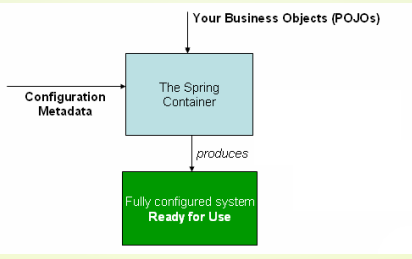 Your Business Objects (POJOs)
The Spring
Container
Configuration
Metadata
produces
Fully configured system
Ready for Use